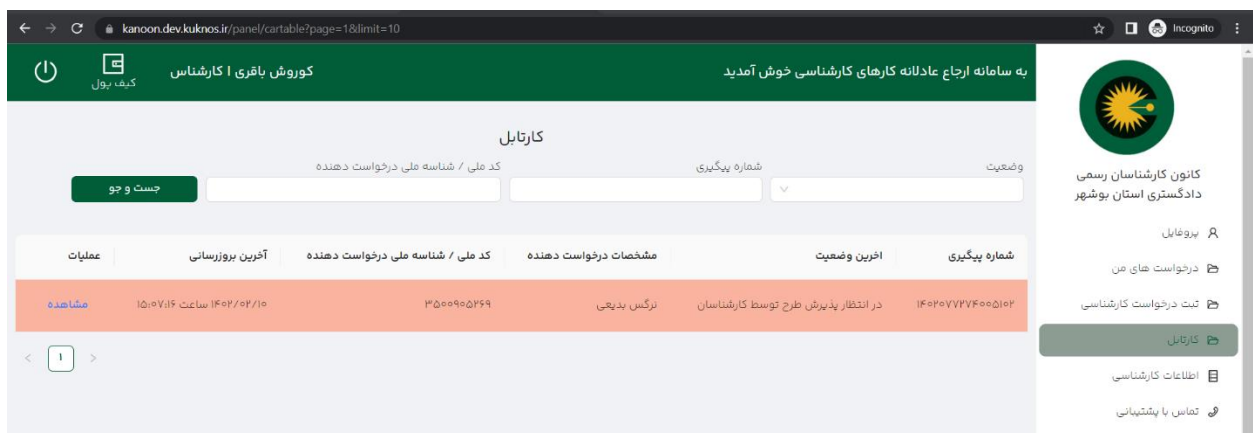 kanoon.dev.kuknos.ir/panel/cartable?page=1&limit=10
Incognito
به سامانه ارجاع عادلانه کارهای کارشناسی خوش آمدید
کوروش باقری | کارشناس
کیف پول
کانون کارشناسان رسمی
دادگستری استان بوشهر
پروفایل
درخواست های من
ثبت درخواست کارشناسی
کارتابل
اطلاعات کارشناسی
تماس با پشتیبانی
کارتابل
وضعیت
شماره پیگیری
کد ملی / شناسه ملی درخواست دهنده
جست و جو
شماره پیگیری اخرین وضعیت مشخصات درخواست دهنده کد ملی / شناسه ملی درخواست دهنده آخرین بروزرسانی عملیات
۱۴۰۲۰۷۷۲۷۴۰۰۵۱۰۲ در انتظار پذیرش طرح توسط کارشناسان نرگس بدیعی ۳۵۰۰۹۰۵۲۶۹ ۱۴۰۲/۰۲/۱۰ ساعت ۱۵:۰۷:۱۶ مشاهده
۱